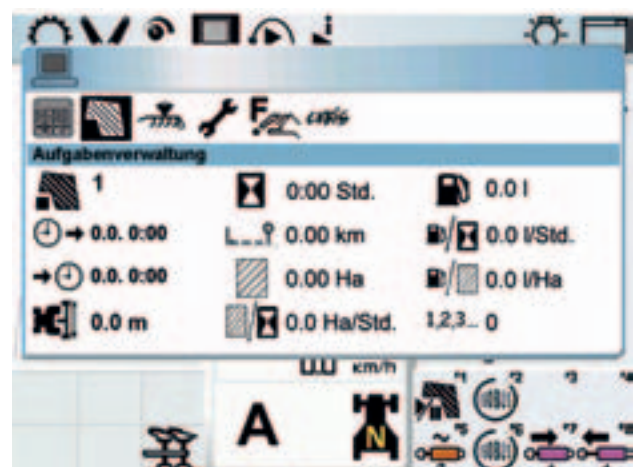 F
Aufgabenverwaltung
1 0:00 Std. 0.0 l
0.0. 0:00 0.00 km 0.0 l/Std.
0.0. 0:00 0.00 Ha 0.0 l/Ha
0.0 m 0.0 Ha/Std. 1,2,3... 0
0.0 km/h
A N